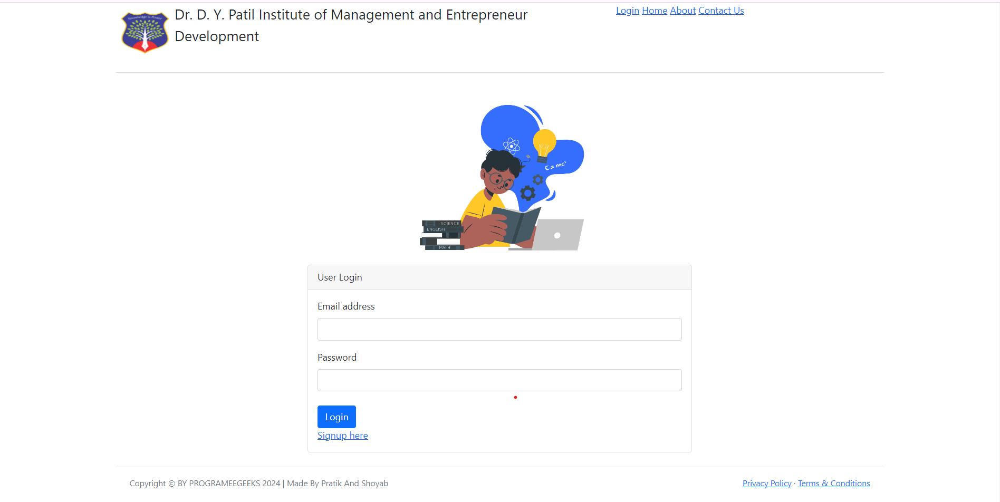 Knowledge is Power
Dr. D. Y. Patil Institute of Management and Entrepreneur
Development
Login Home About Contact Us
E = mc²
SCIENCE
ENGLISH
MATH
User Login
Email address
Password
Login
Signup here
Copyright © BY PROGRAMEEGEEKS 2024 | Made By Pratik And Shoyab
Privacy Policy · Terms & Conditions